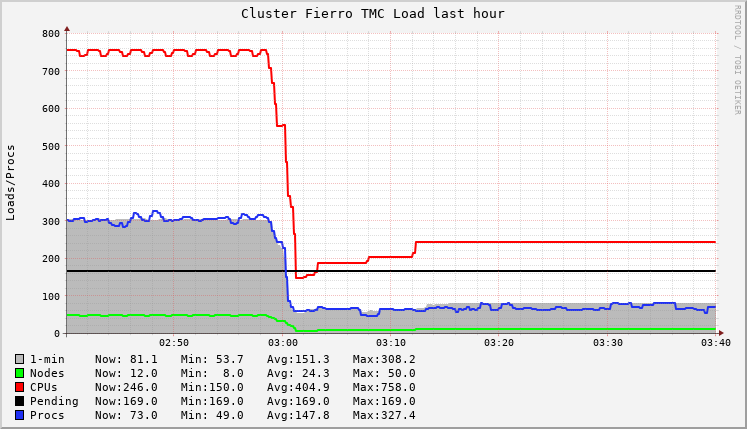 Cluster Fierro TMC Load last hour
RRDTOOL / TOBI OETIKER
Loads/Procs
800
700
600
500
400
300
200
100
0
02:50 03:00 03:10 03:20 03:30 03:40
1-min Now: 81.1 Min: 53.7 Avg:151.3 Max:308.2
Nodes Now: 12.0 Min: 8.0 Avg: 24.3 Max: 50.0
CPUs Now:246.0 Min:150.0 Avg:404.9 Max:758.0
Pending Now:169.0 Min:169.0 Avg:169.0 Max:169.0
Procs Now: 73.0 Min: 49.0 Avg:147.8 Max:327.4